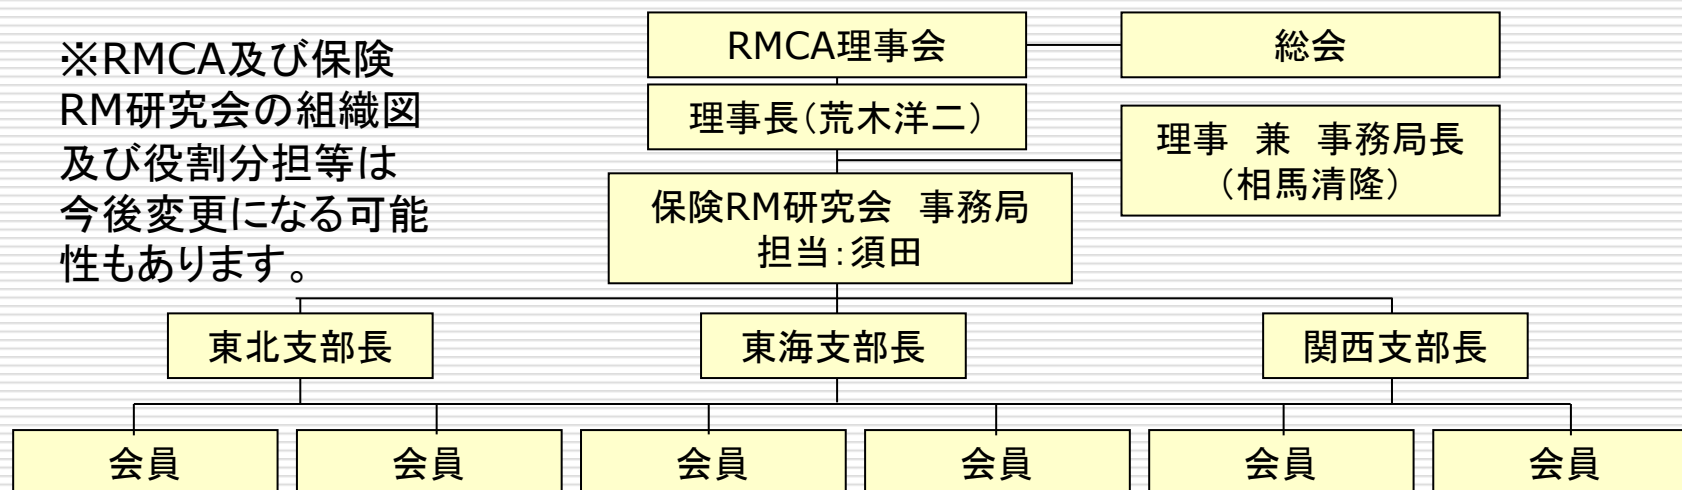 ※RMCA及び保険
RM研究会の組織図
及び役割分担等は
今後変更になる可能
性もあります。
RMCA理事会
総会
理事長(荒木洋二)
理事　兼　事務局長
(相馬清隆)
保険RM研究会　事務局
担当:須田
東北支部長
東海支部長
関西支部長
会員
会員
会員
会員
会員
会員